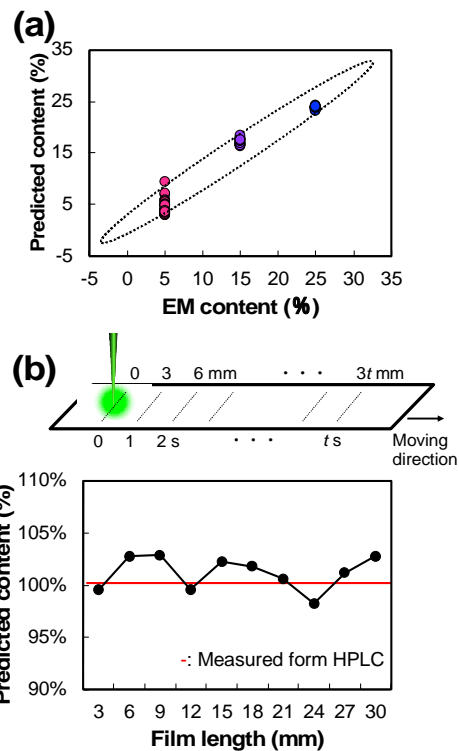 (a)
Predicted content (%)
35
25
15
5
-5
-5 0 5 10 15 20 25 30 35
EM content (%)
(b)
0 3 6 mm · · · 3t mm
0 1 2 s · · · t s
Moving
direction
Predicted content (%)
110%
105%
100%
95%
90%
-: Measured form HPLC
3 6 9 12 15 18 21 24 27 30
Film length (mm)